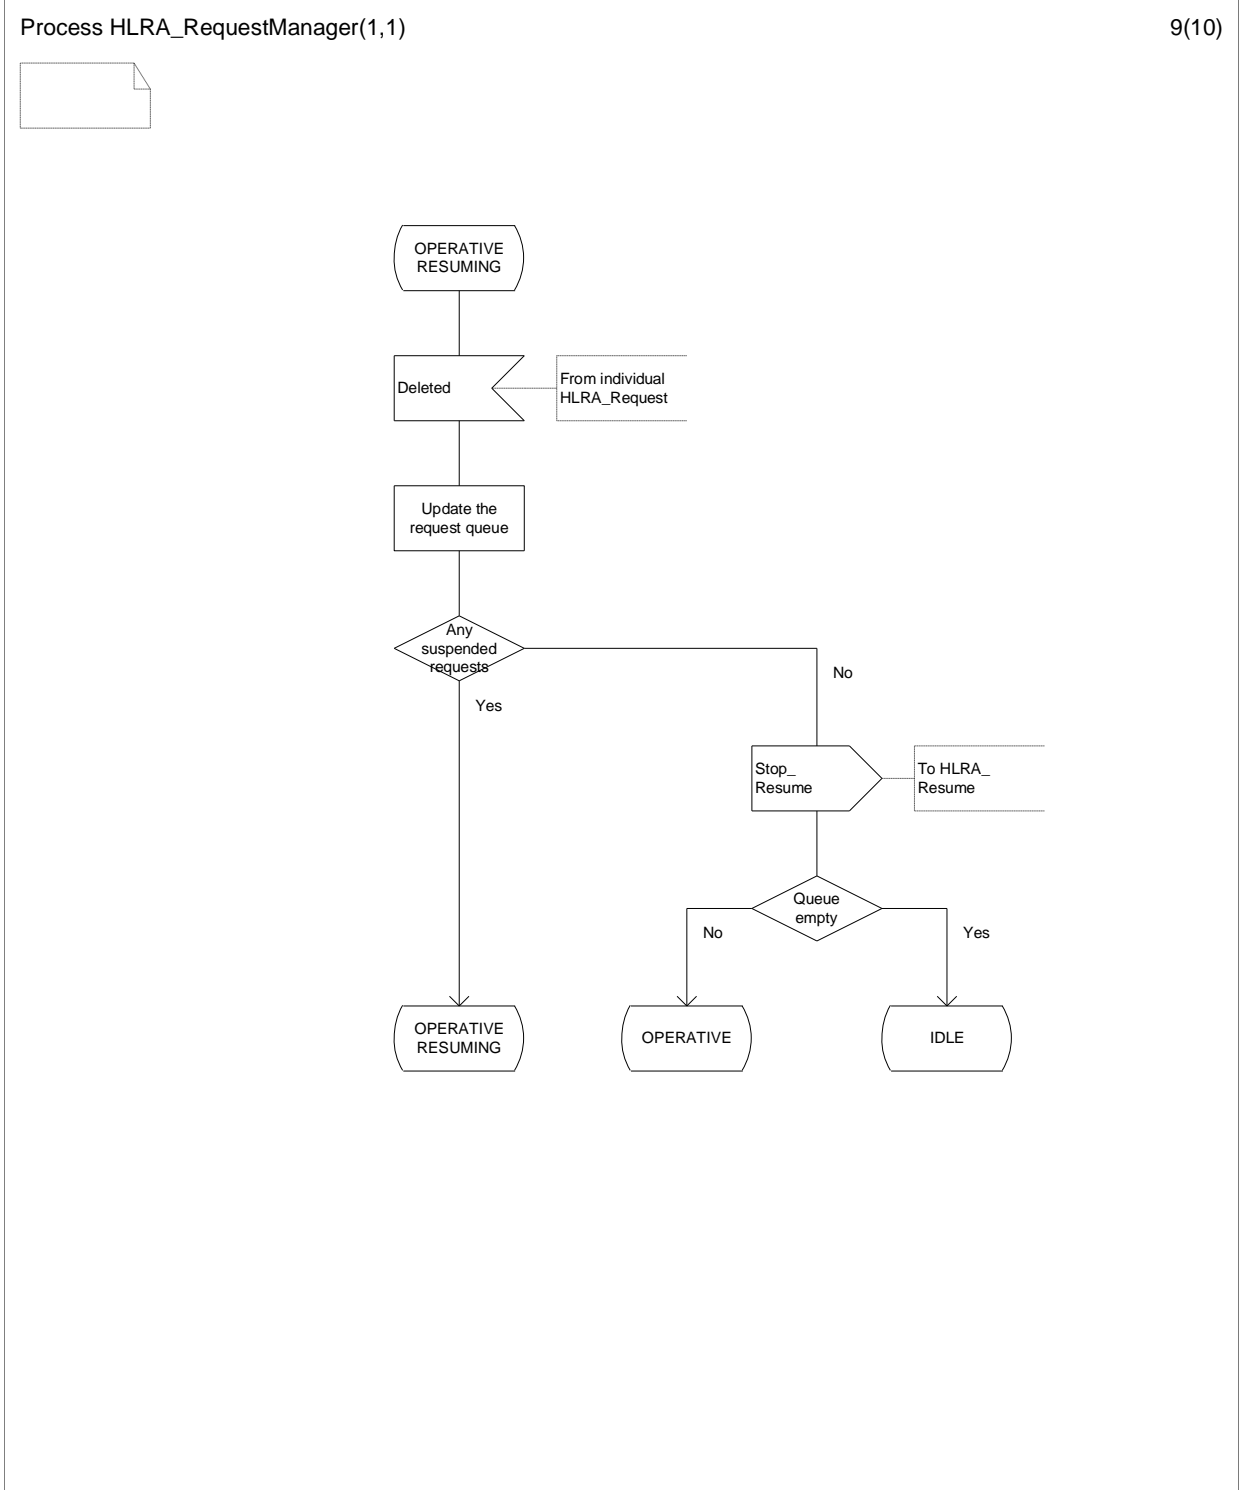 Process HLRA_RequestManager(1,1)
9(10)
OPERATIVE
RESUMING
Deleted
From individual
HLRA_Request
Update the
request queue
Any
suspended
requests
No
Yes
Stop_
Resume
To HLRA_
Resume
Queue
empty
No
Yes
OPERATIVE
RESUMING
OPERATIVE
IDLE